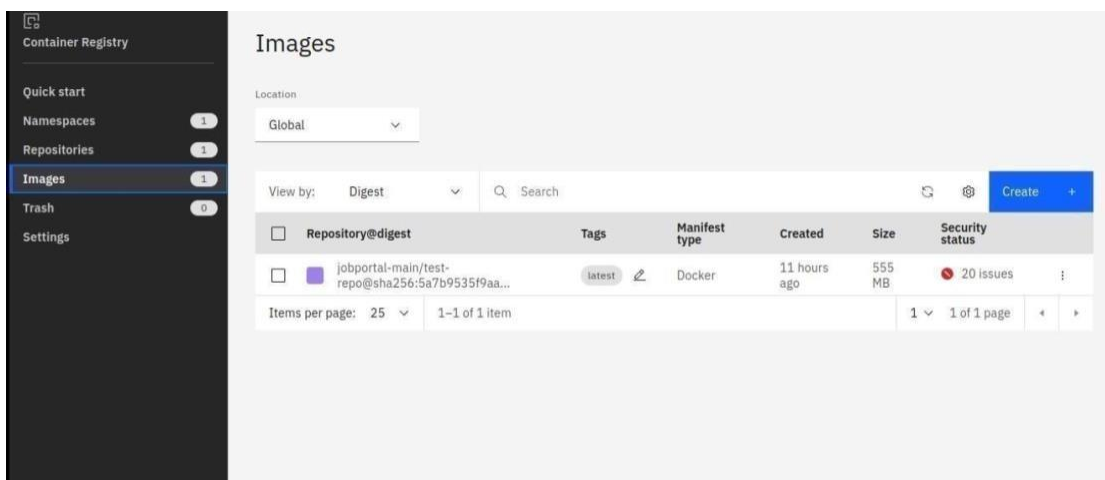 Container Registry
Quick start
Namespaces 1
Repositories 1
Images 1
Trash 0
Settings
Images
Location
Global
View by: Digest Search Create +
Repository@digest Tags Manifest type Created Size Security status
jobportal-main/test-
repo@sha256:5a7b9535f9aa... latest Docker 11 hours ago 555 MB 20 issues
Items per page: 25 1–1 of 1 item 1 1 of 1 page